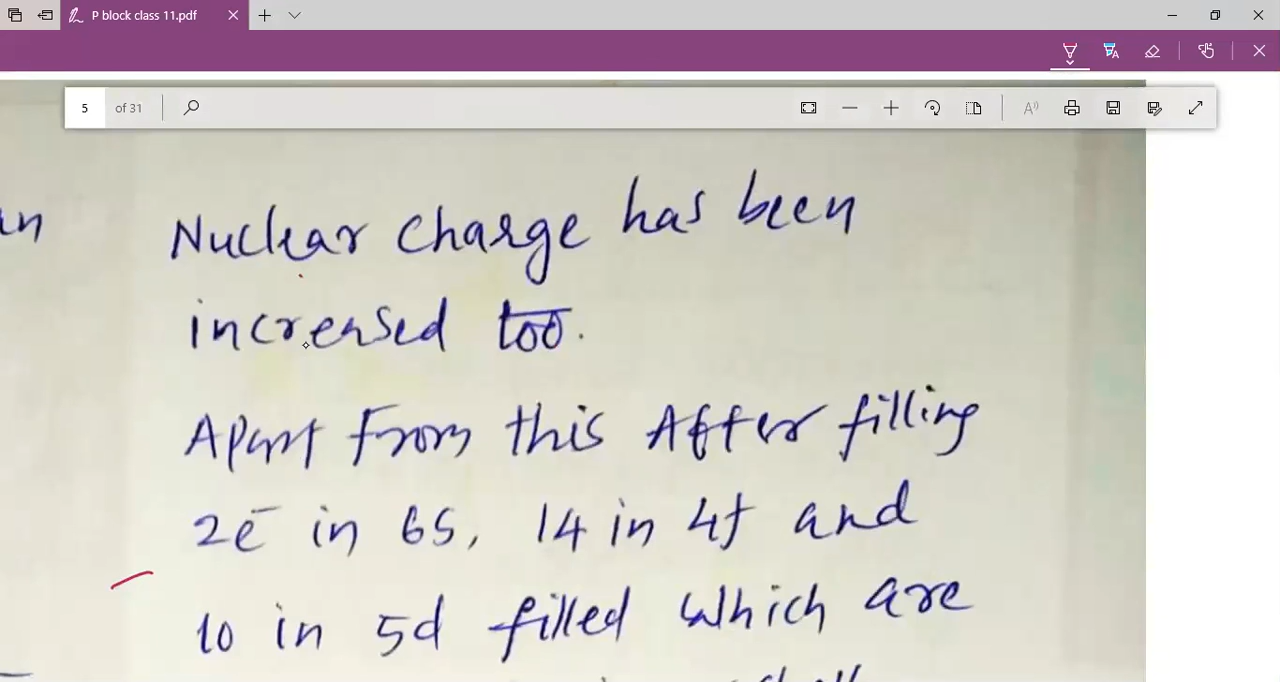 P block class 11.pdf
5 of 31
un
Nuclear charge has been
increased too.
Apart from this After filling
2e⁻ in 6s, 14 in 4f and
10 in 5d filled which are